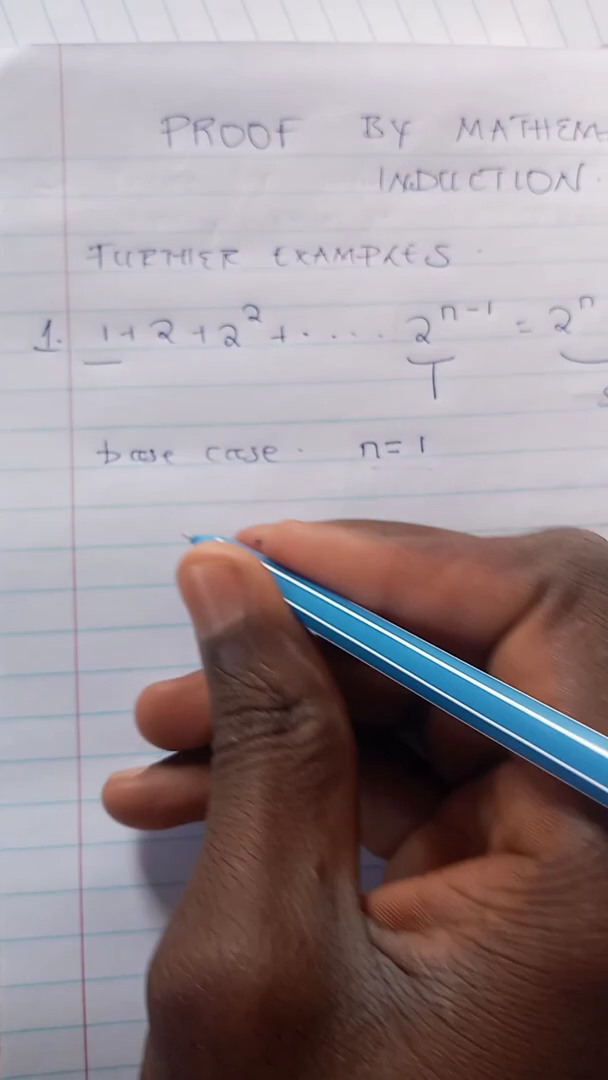 PROOF BY MATHEM
INDUCTION.
FURTHER EXAMPLES.
1. 1 + 2 + 2² + .... 2ⁿ⁻¹ = 2ⁿ
T
base case. n = 1